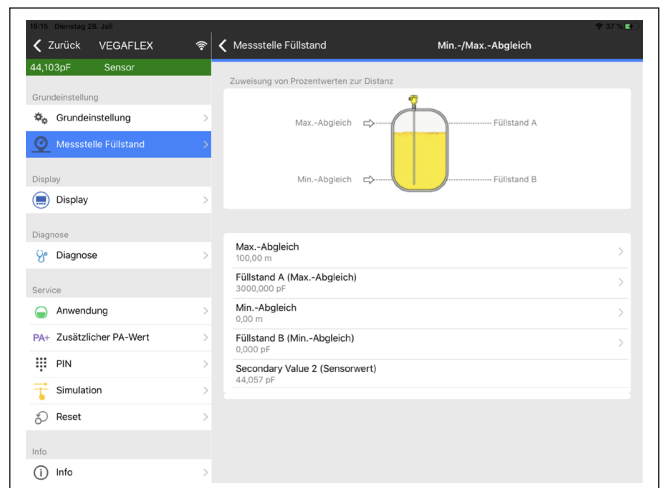 15:15 Dienstag 28. Juli
37 %
Zurück VEGAFLEX
44,103pF Sensor
Grundeinstellung
Grundeinstellung
Messstelle Füllstand
Display
Display
Diagnose
Diagnose
Service
Anwendung
PA+ Zusätzlicher PA-Wert
PIN
Simulation
Reset
Info
Info
Messstelle Füllstand
Min.-/Max.-Abgleich
Zuweisung von Prozentwerten zur Distanz
Max.-Abgleich
Füllstand A
Min.-Abgleich
Füllstand B
Max.-Abgleich
100,00 m
Füllstand A (Max.-Abgleich)
3000,000 pF
Min.-Abgleich
0,00 m
Füllstand B (Min.-Abgleich)
0,000 pF
Secondary Value 2 (Sensorwert)
44,057 pF